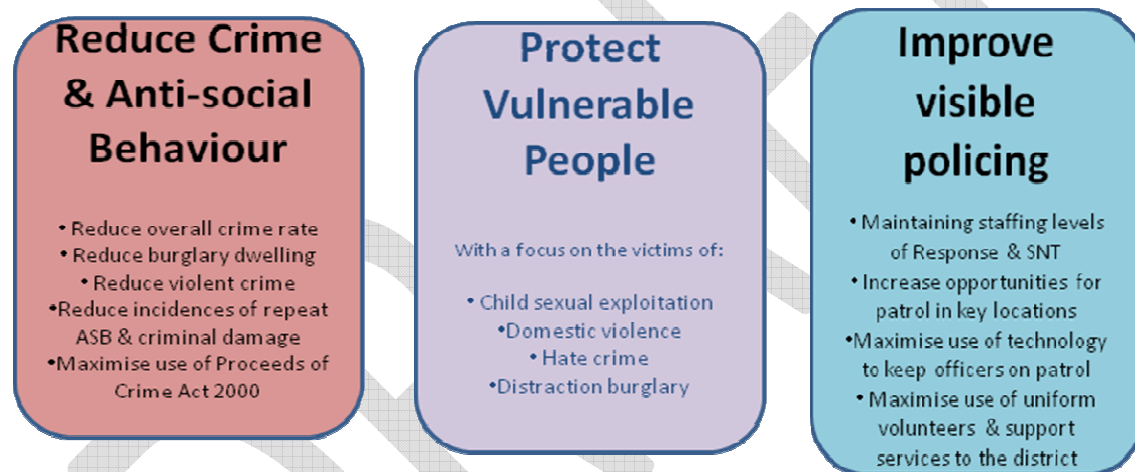 Reduce Crime
& Anti-social
Behaviour
• Reduce overall crime rate
• Reduce burglary dwelling
• Reduce violent crime
•Reduce incidences of repeat
ASB & criminal damage
•Maximise use of Proceeds of
Crime Act 2000
Protect
Vulnerable
People
With a focus on the victims of:
• Child sexual exploitation
•Domestic violence
• Hate crime
•Distraction burglary
Improve
visible
policing
• Maintaining staffing levels
of Response & SNT
• Increase opportunities for
patrol in key locations
•Maximise use of technology
to keep officers on patrol
• Maximise use of uniform
volunteers & support
services to the district